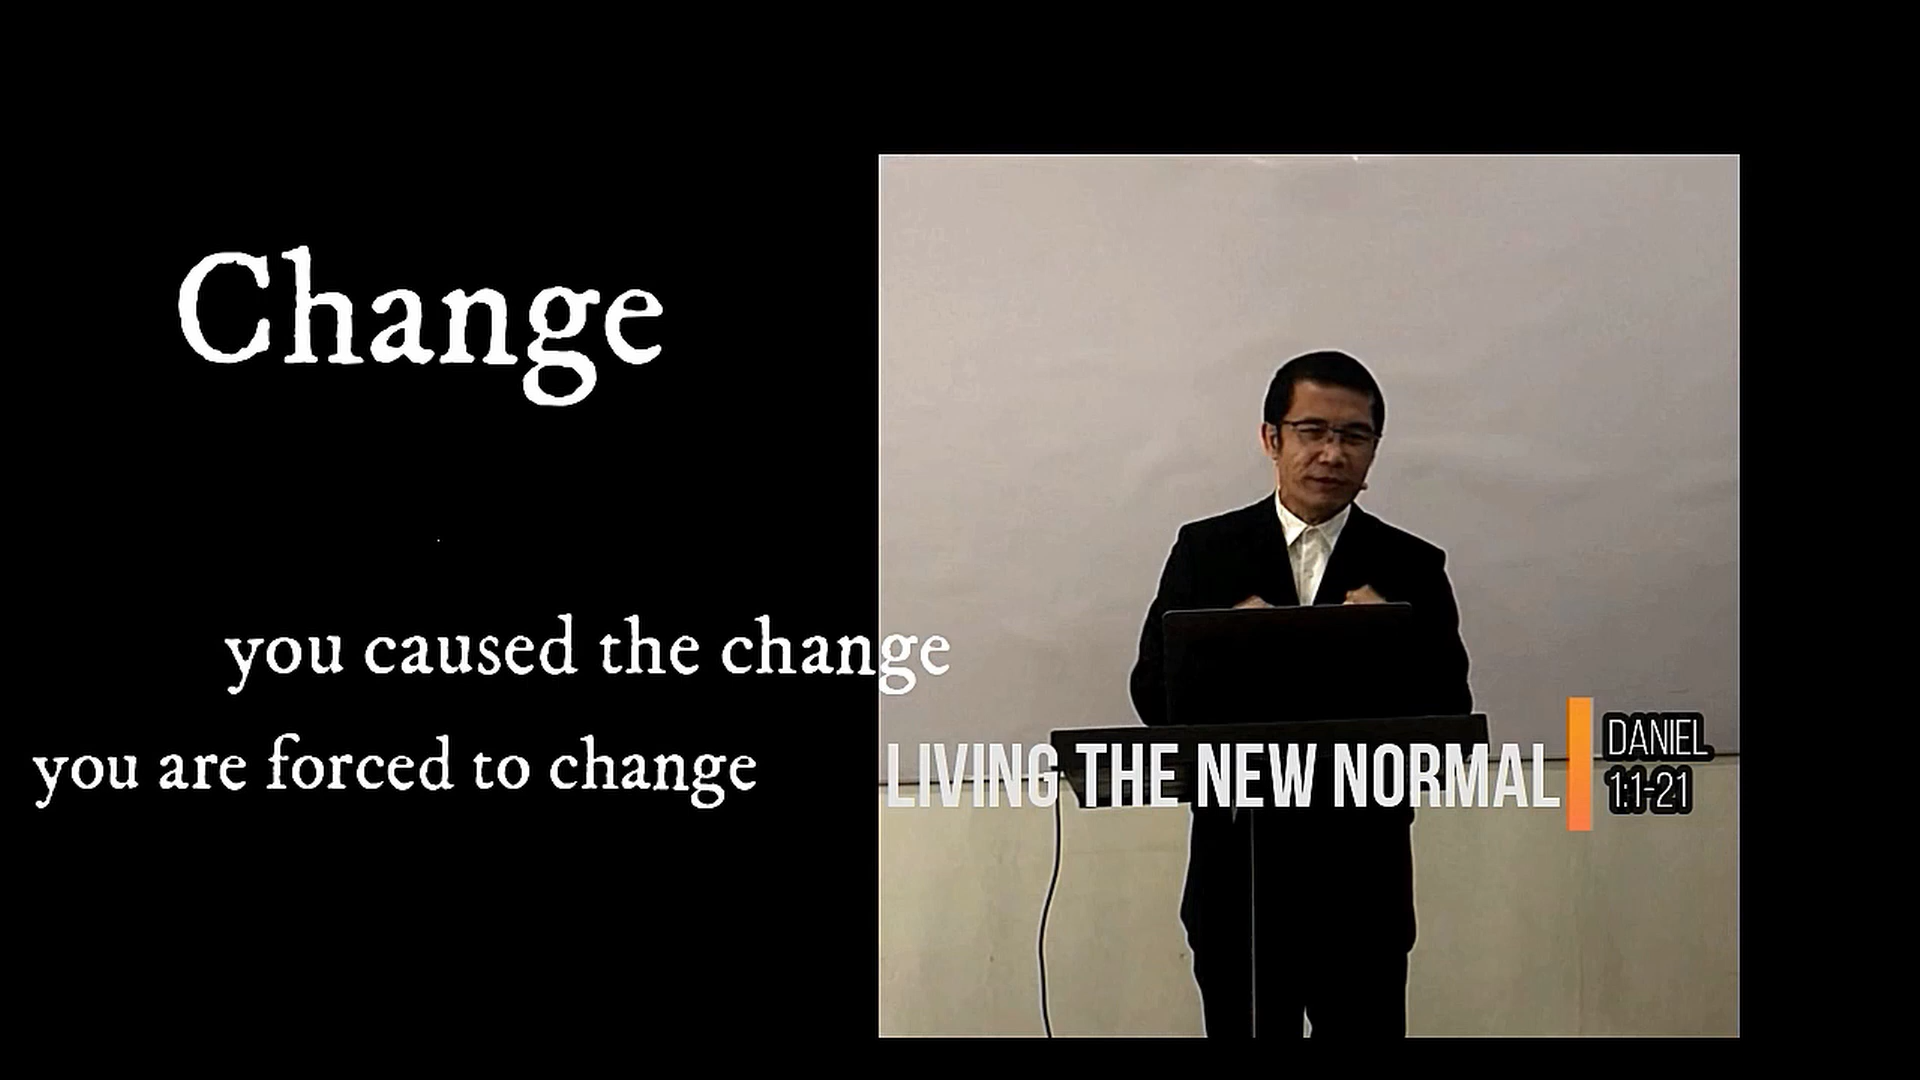 Change
you caused the change
you are forced to change
LIVING THE NEW NORMAL
DANIEL
1:1-21